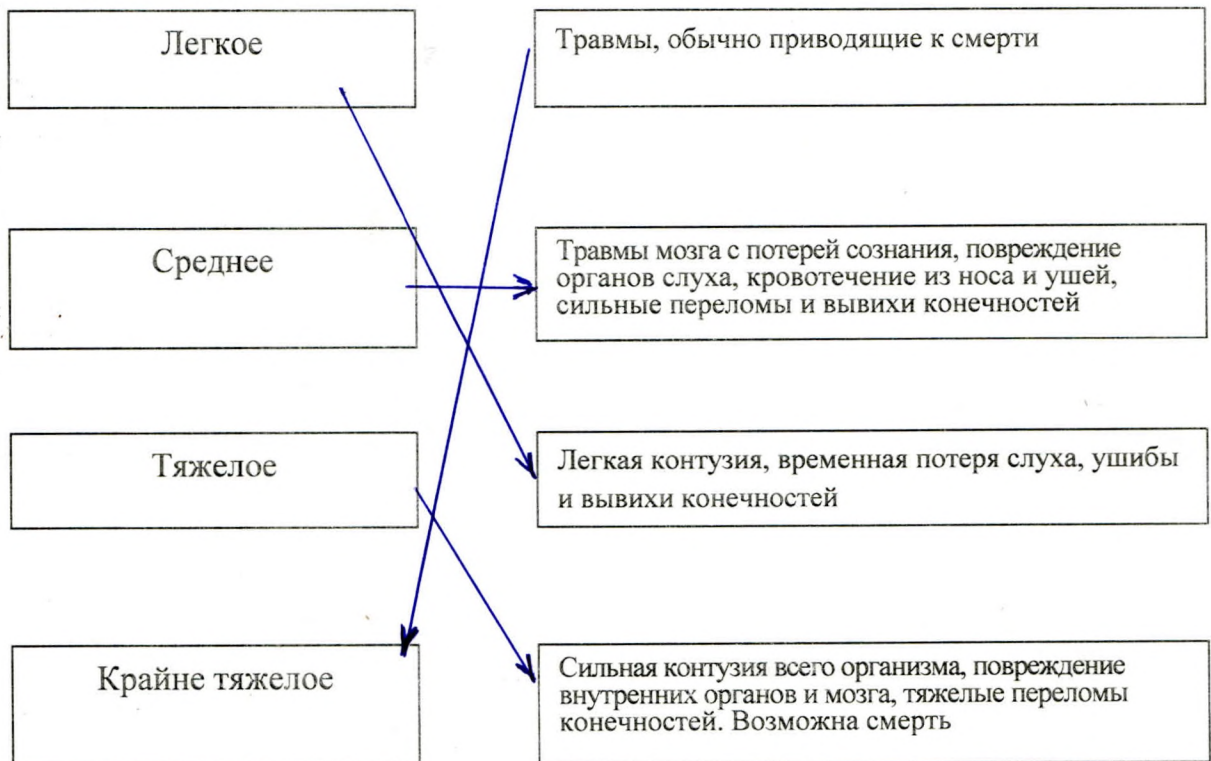 Легкое
Травмы, обычно приводящие к смерти
Среднее
Травмы мозга с потерей сознания, повреждение
органов слуха, кровотечение из носа и ушей,
сильные переломы и вывихи конечностей
Тяжелое
Легкая контузия, временная потеря слуха, ушибы
и вывихи конечностей
Крайне тяжелое
Сильная контузия всего организма, повреждение
внутренних органов и мозга, тяжелые переломы
конечностей. Возможна смерть